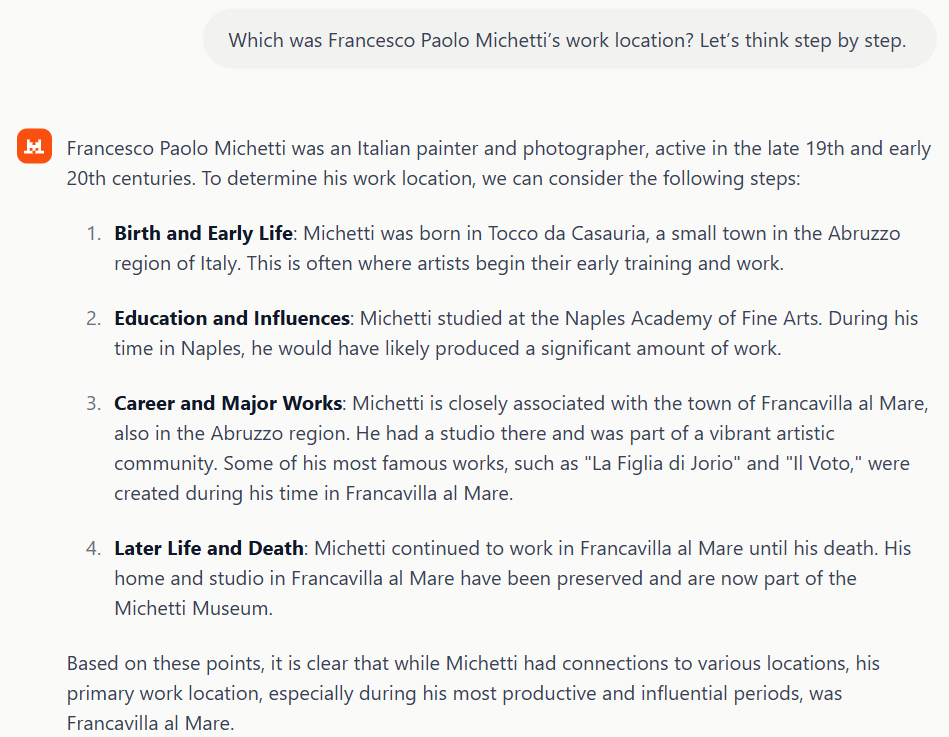 Which was Francesco Paolo Michetti’s work location? Let’s think step by step.
Francesco Paolo Michetti was an Italian painter and photographer, active in the late 19th and early
20th centuries. To determine his work location, we can consider the following steps:
1. Birth and Early Life: Michetti was born in Tocco da Casauria, a small town in the Abruzzo
region of Italy. This is often where artists begin their early training and work.
2. Education and Influences: Michetti studied at the Naples Academy of Fine Arts. During his
time in Naples, he would have likely produced a significant amount of work.
3. Career and Major Works: Michetti is closely associated with the town of Francavilla al Mare,
also in the Abruzzo region. He had a studio there and was part of a vibrant artistic
community. Some of his most famous works, such as "La Figlia di Jorio" and "Il Voto," were
created during his time in Francavilla al Mare.
4. Later Life and Death: Michetti continued to work in Francavilla al Mare until his death. His
home and studio in Francavilla al Mare have been preserved and are now part of the
Michetti Museum.
Based on these points, it is clear that while Michetti had connections to various locations, his
primary work location, especially during his most productive and influential periods, was
Francavilla al Mare.